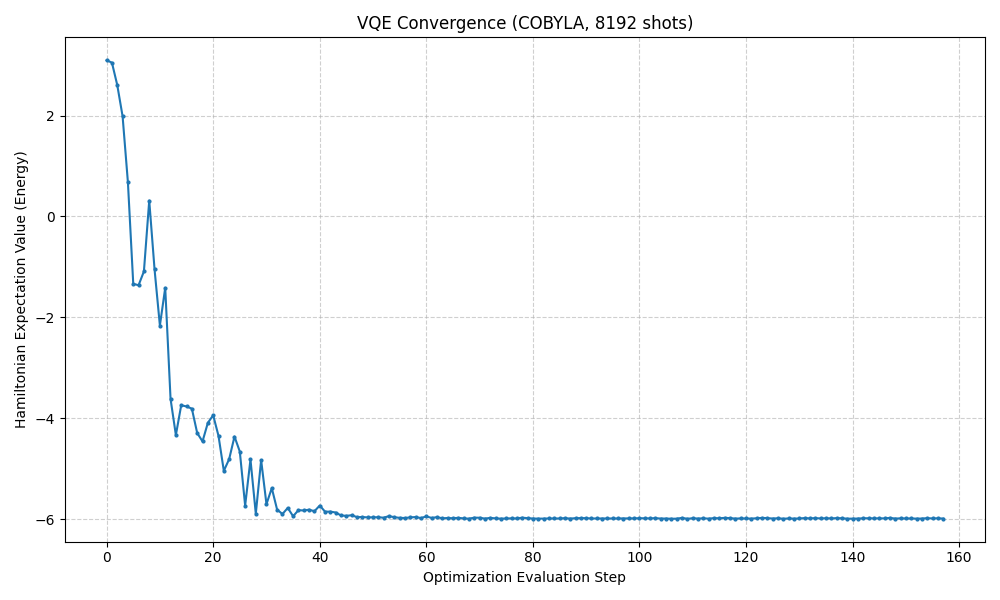 VQE Convergence (COBYLA, 8192 shots)
Hamiltonian Expectation Value (Energy)
2
0
−2
−4
−6
0 20 40 60 80 100 120 140 160
Optimization Evaluation Step